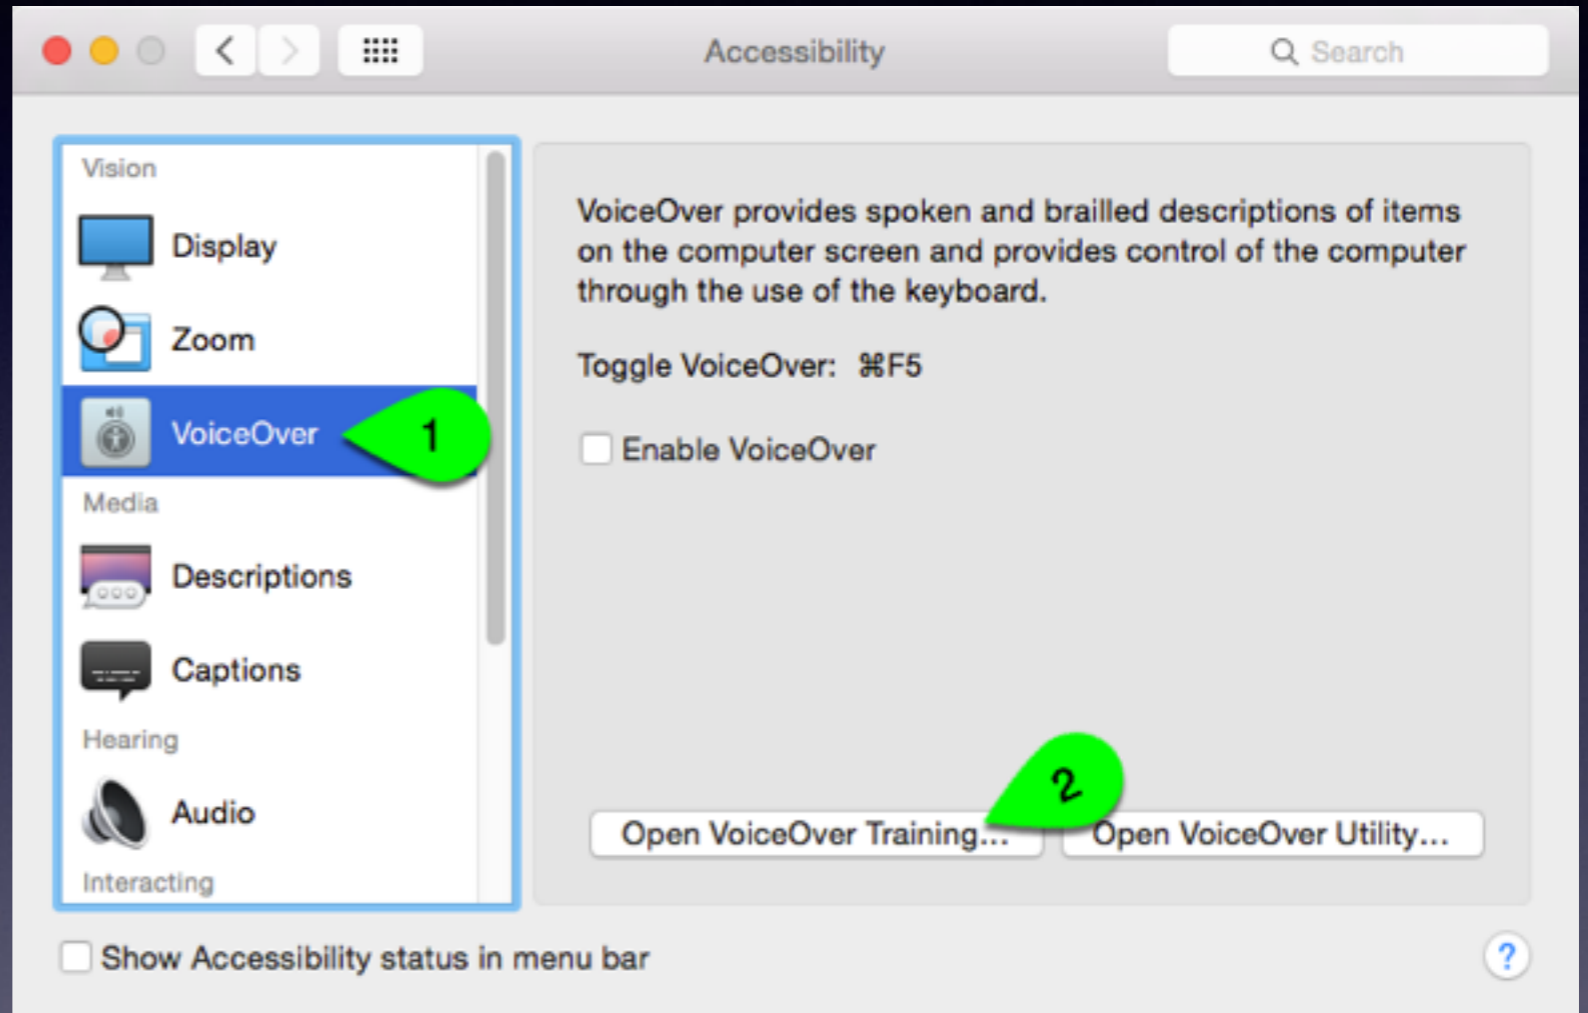 Accessibility
Search
Vision
Display
Zoom
VoiceOver
1
Media
Descriptions
Captions
Hearing
Audio
Interacting
VoiceOver provides spoken and brailled descriptions of items
on the computer screen and provides control of the computer
through the use of the keyboard.
Toggle VoiceOver: ⌘F5
Enable VoiceOver
2
Open VoiceOver Training...
Open VoiceOver Utility...
Show Accessibility status in menu bar
?